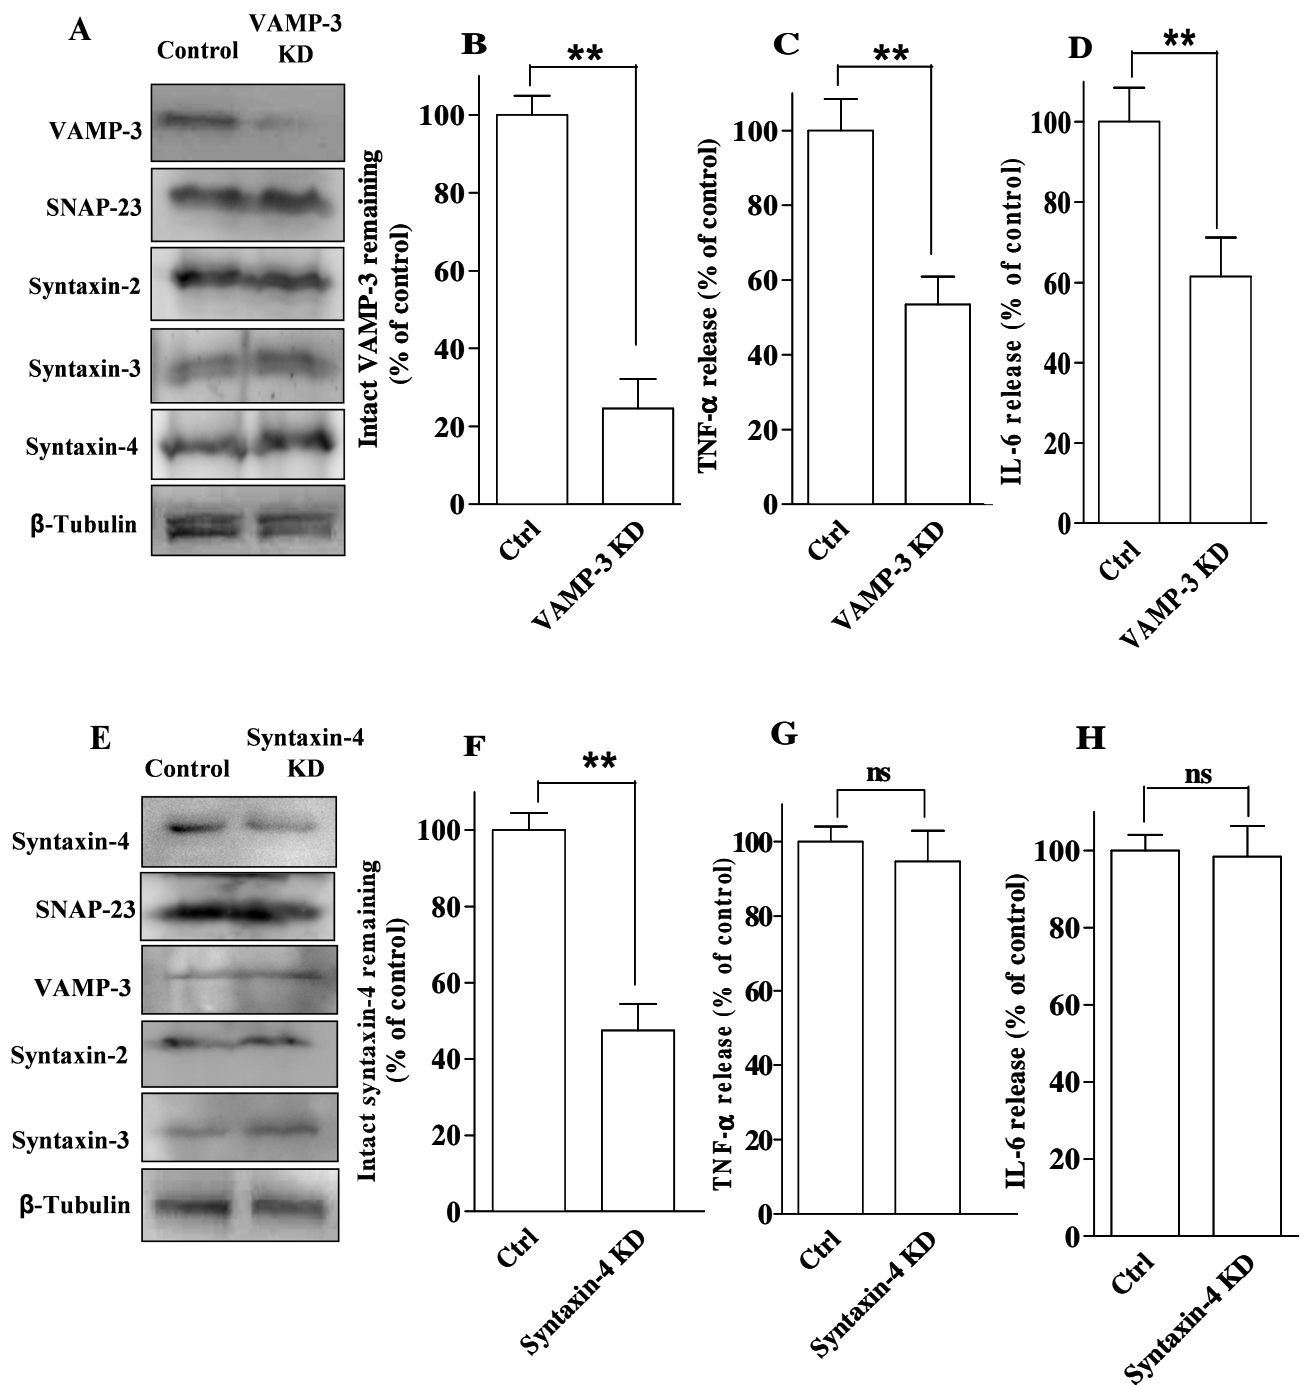 A
Control
VAMP-3
KD
VAMP-3
SNAP-23
Syntaxin-2
Syntaxin-3
Syntaxin-4
β-Tubulin
B
**
Intact VAMP-3 remaining
(% of control)
100
80
60
40
20
0
Ctrl
VAMP-3 KD
C
**
TNF-α release (% of control)
100
80
60
40
20
0
Ctrl
VAMP-3 KD
D
**
IL-6 release (% of control)
100
80
60
40
20
0
Ctrl
VAMP-3 KD
E
Control
Syntaxin-4
KD
Syntaxin-4
SNAP-23
VAMP-3
Syntaxin-2
Syntaxin-3
β-Tubulin
F
**
Intact syntaxin-4 remaining
(% of control)
100
80
60
40
20
0
Ctrl
Syntaxin-4 KD
G
ns
TNF-α release (% of control)
100
80
60
40
20
0
Ctrl
Syntaxin-4 KD
H
ns
IL-6 release (% of control)
100
80
60
40
20
0
Ctrl
Syntaxin-4 KD